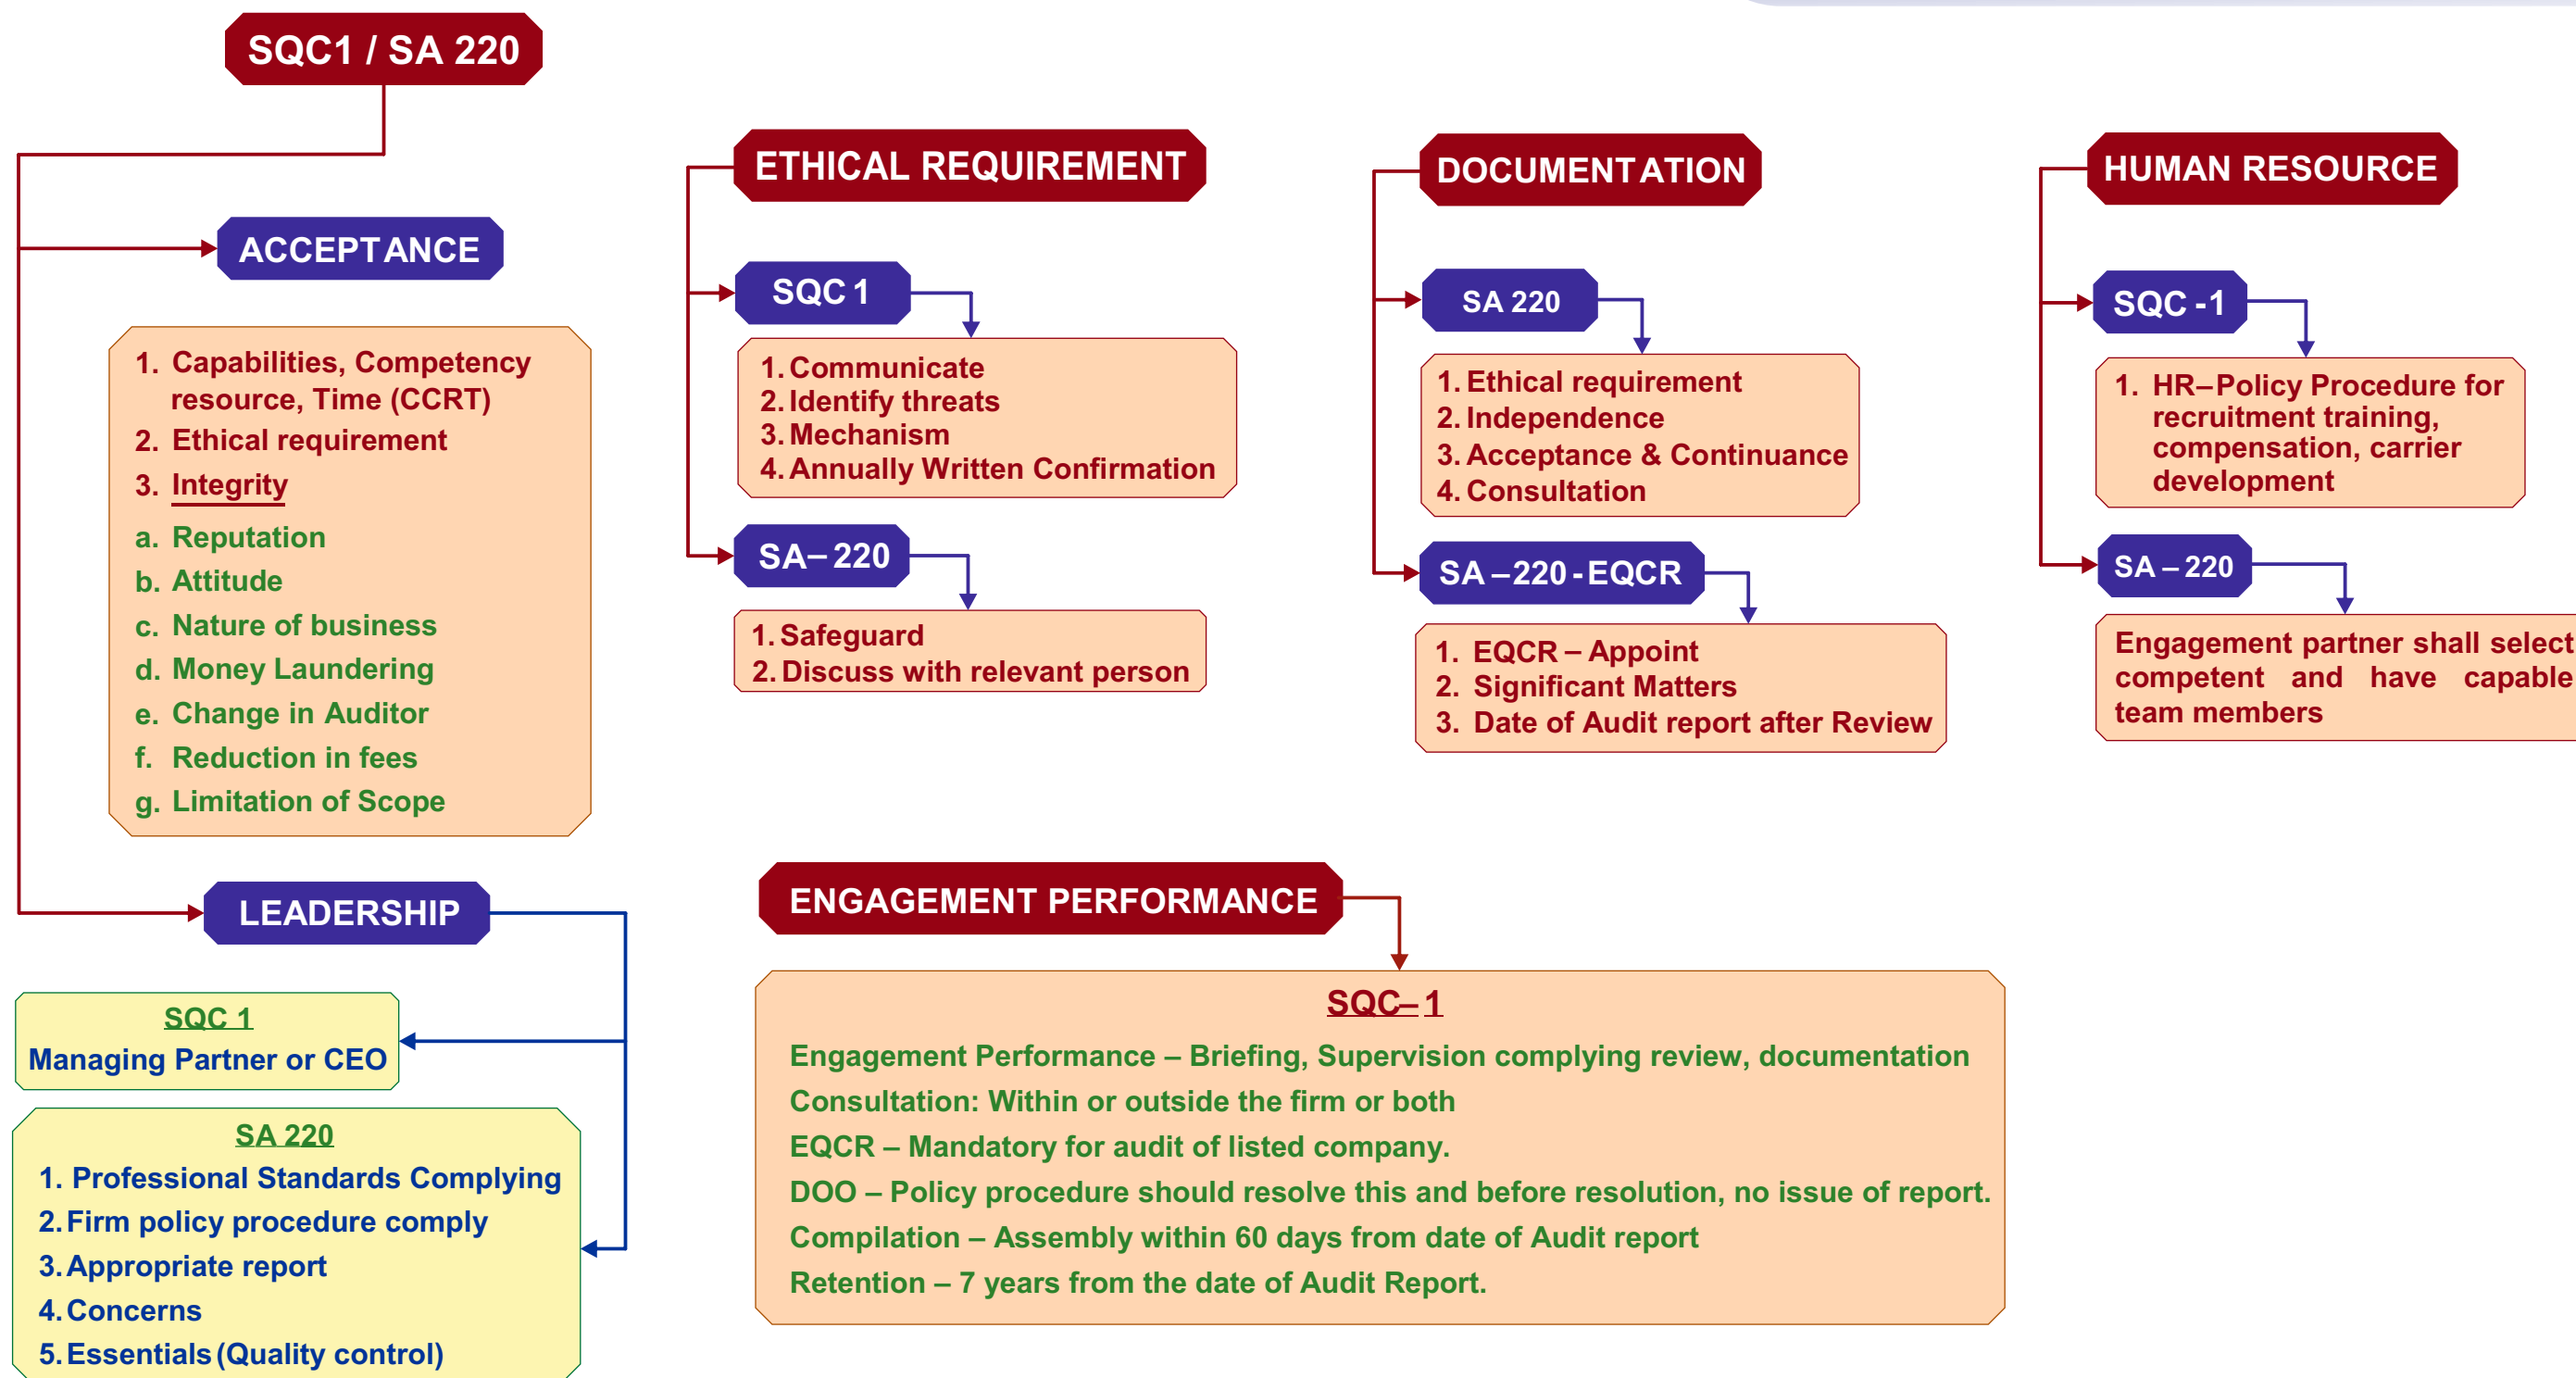 SQC1 / SA 220
ACCEPTANCE
1. Capabilities, Competency
resource, Time (CCRT)
2. Ethical requirement
3. Integrity
a. Reputation
b. Attitude
c. Nature of business
d. Money Laundering
e. Change in Auditor
f. Reduction in fees
g. Limitation of Scope
LEADERSHIP
SQC 1
Managing Partner or CEO
SA 220
1. Professional Standards Complying
2. Firm policy procedure comply
3. Appropriate report
4. Concerns
5. Essentials (Quality control)
ETHICAL REQUIREMENT
SQC 1
1. Communicate
2. Identify threats
3. Mechanism
4. Annually Written Confirmation
SA– 220
1. Safeguard
2. Discuss with relevant person
DOCUMENTATION
SA 220
1. Ethical requirement
2. Independence
3. Acceptance & Continuance
4. Consultation
SA –220 - EQCR
1. EQCR – Appoint
2. Significant Matters
3. Date of Audit report after Review
HUMAN RESOURCE
SQC -1
1. HR–Policy Procedure for
recruitment training,
compensation, carrier
development
SA – 220
Engagement partner shall select
competent and have capable
team members
ENGAGEMENT PERFORMANCE
SQC– 1
Engagement Performance – Briefing, Supervision complying review, documentation
Consultation: Within or outside the firm or both
EQCR – Mandatory for audit of listed company.
DOO – Policy procedure should resolve this and before resolution, no issue of report.
Compilation – Assembly within 60 days from date of Audit report
Retention – 7 years from the date of Audit Report.